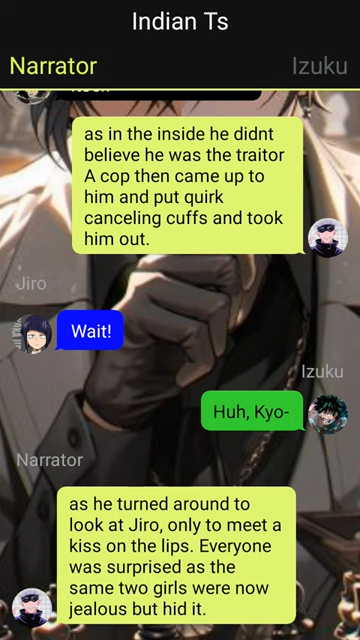 Indian Ts
Narrator
Izuku
as in the inside he didnt
believe he was the traitor
A cop then came up to
him and put quirk
canceling cuffs and took
him out.
Jiro
Wait!
Izuku
Huh, Kyo-
Narrator
as he turned around to
look at Jiro, only to meet a
kiss on the lips. Everyone
was surprised as the
same two girls were now
jealous but hid it.